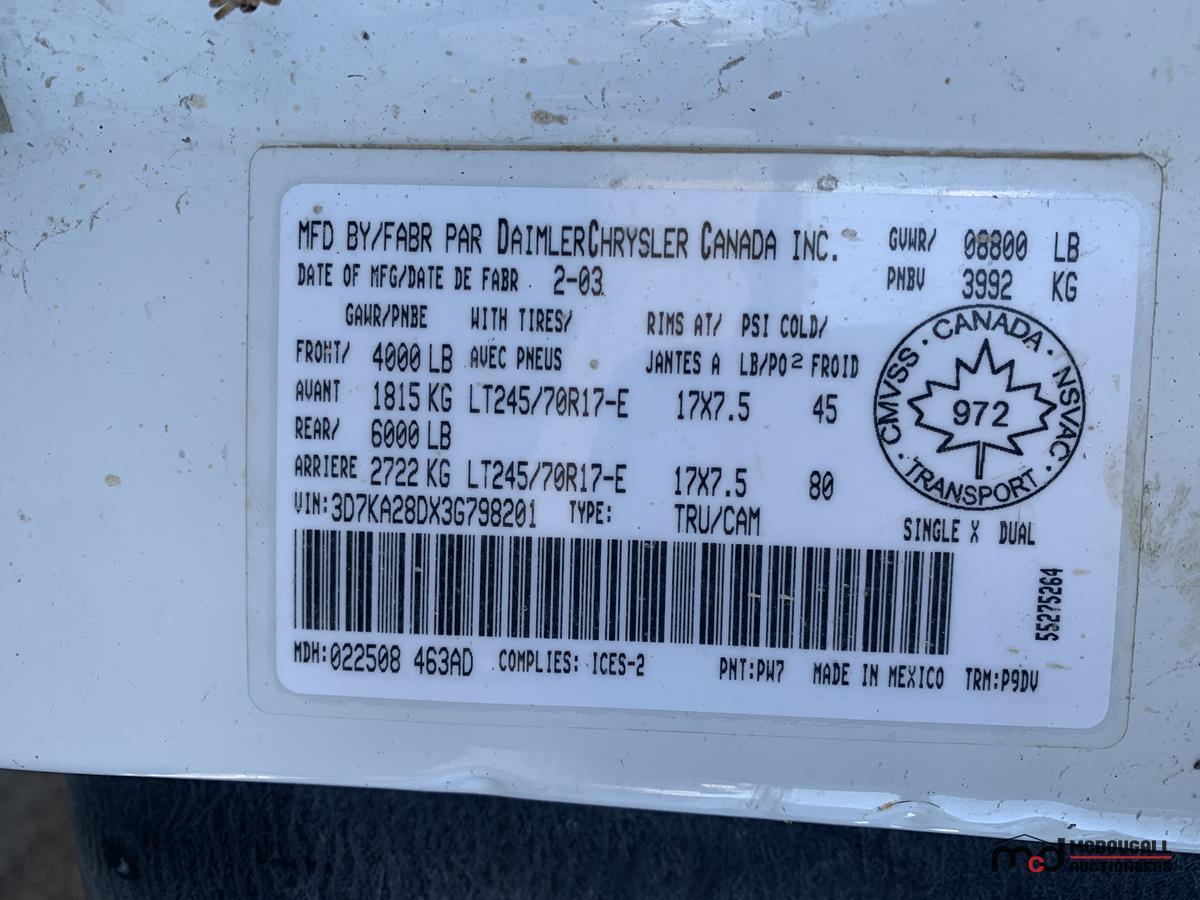 MFD BY/FABR PAR DAIMLERCHRYSLER CANADA INC.
GVWR/ 08800 LB
DATE OF MFG/DATE DE FABR 2-03
PNBV 3992 KG
GAWR/PNBE WITH TIRES/ RIMS AT/ PSI COLD/
FRONT/ 4000 LB AVEC PNEUS JANTES A LB/PO² FROID
AVANT 1815 KG LT245/70R17-E 17X7.5 45
REAR/ 6000 LB
ARRIERE 2722 KG LT245/70R17-E 17X7.5 80
VIN:3D7KA28DX3G798201 TYPE: TRU/CAM
CMVSS · CANADA · NSVAC · TRANSPORT ·
972
SINGLE X DUAL
55275264
MDH:022508 463AD COMPLIES: ICES-2 PNT:PW7 MADE IN MEXICO TRM:P9DV
mcd MCDOUGALL
AUCTIONEERS